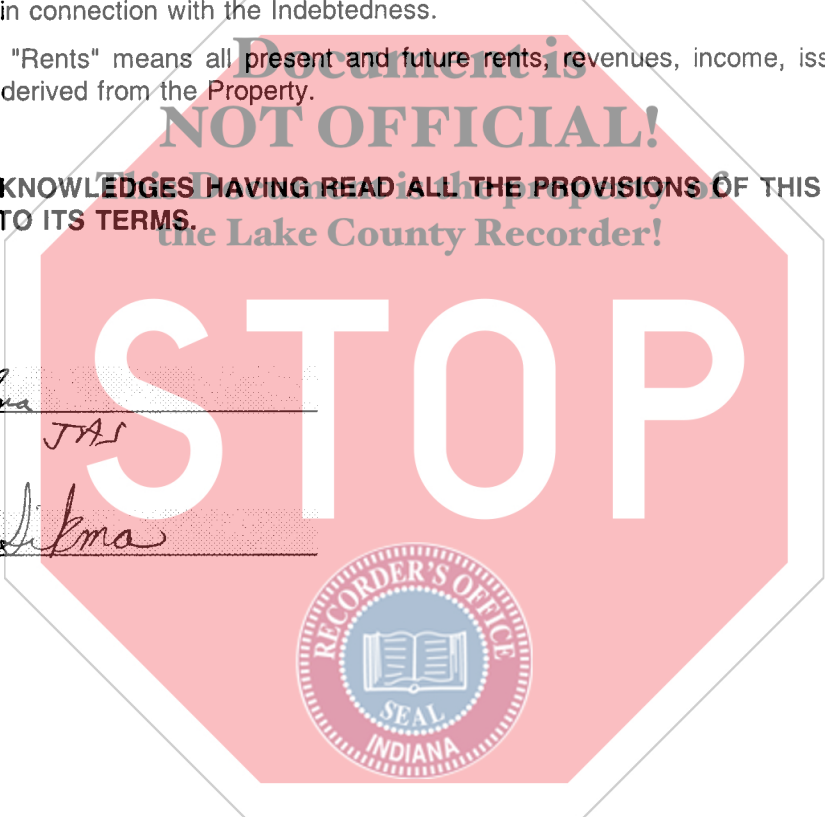 in connection with the Indebtedness.
"Rents" means all present and future rents, revenues, income, iss
derived from the Property.
Document is
NOT OFFICIAL!
This Document is the property of
the Lake County Recorder!
KNOWLEDGES HAVING READ ALL THE PROVISIONS OF THIS
TO ITS TERMS.
STOP
JAS
Sikma
RECORDER'S OFFICE
SEAL
INDIANA